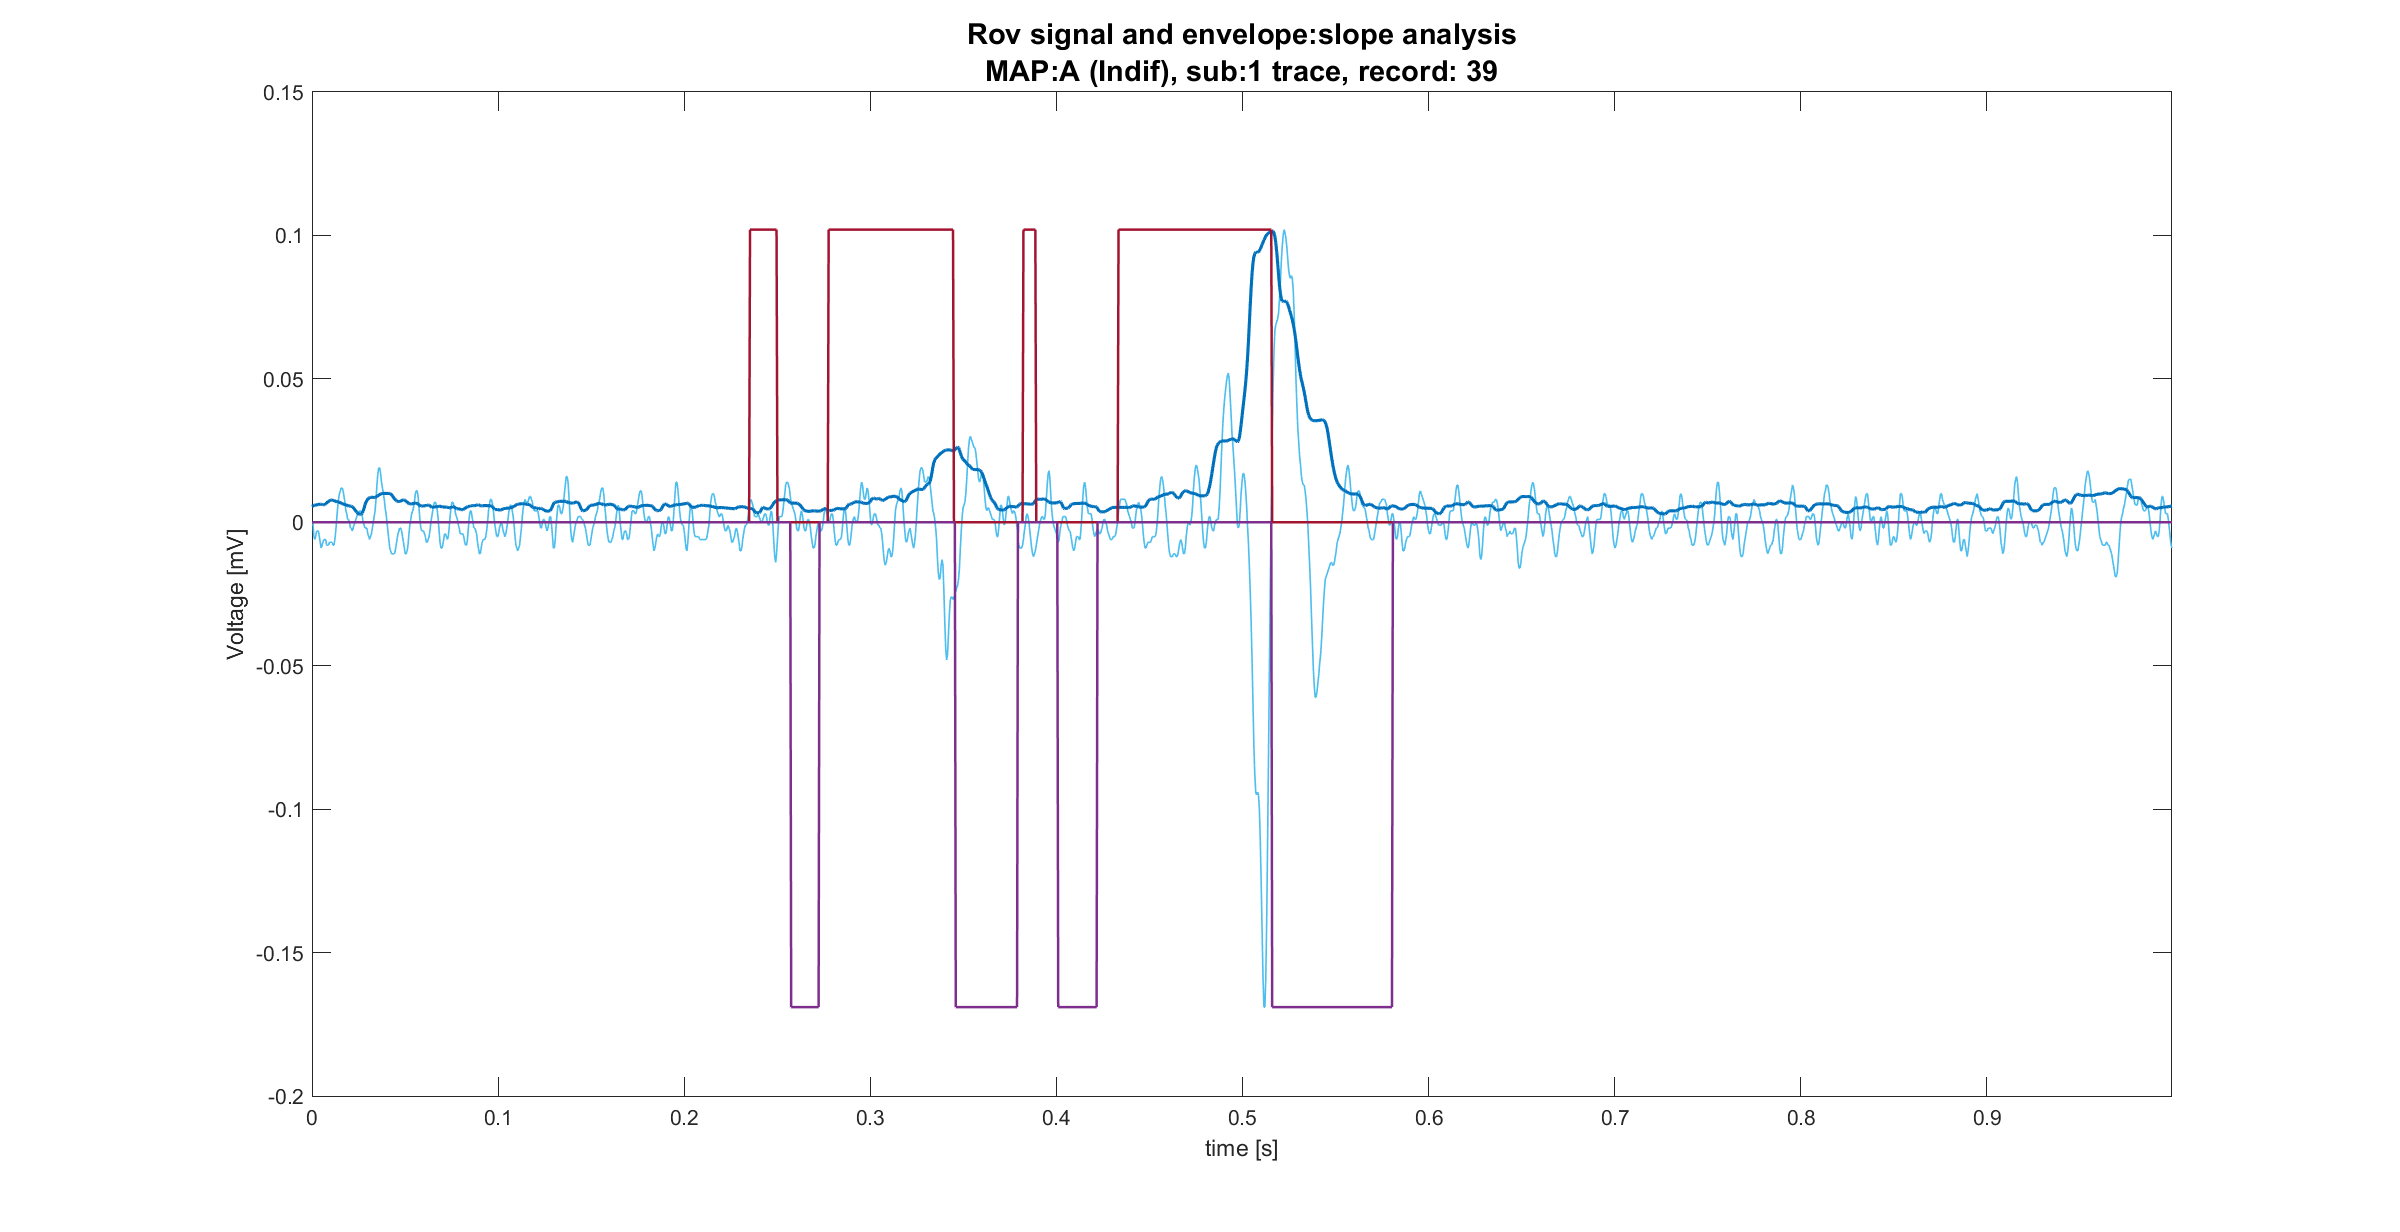 Rov signal and envelope:slope analysis
MAP:A (Indif), sub:1 trace, record: 39
0.15
0.1
0.05
0
-0.05
-0.1
-0.15
-0.2
Voltage [mV]
0 0.1 0.2 0.3 0.4 0.5 0.6 0.7 0.8 0.9
time [s]